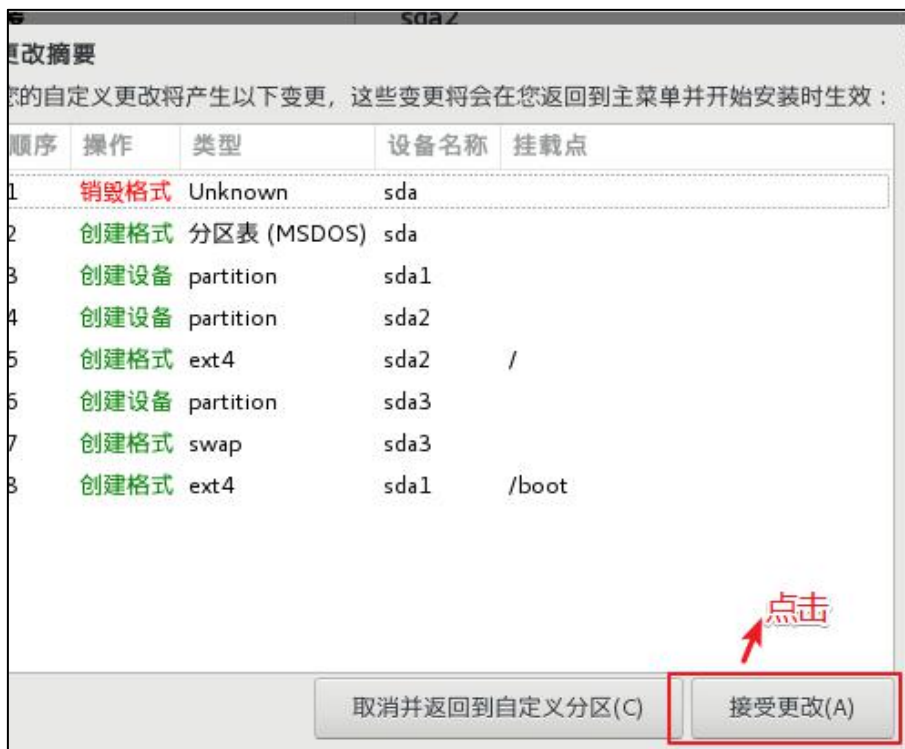 sda2
更改摘要
您的自定义更改将产生以下变更，这些变更将会在您返回到主菜单并开始安装时生效：
顺序 操作 类型 设备名称 挂载点
1 销毁格式 Unknown sda
2 创建格式 分区表 (MSDOS) sda
3 创建设备 partition sda1
4 创建设备 partition sda2
5 创建格式 ext4 sda2 /
6 创建设备 partition sda3
7 创建格式 swap sda3
8 创建格式 ext4 sda1 /boot
点击
取消并返回到自定义分区(C) 接受更改(A)